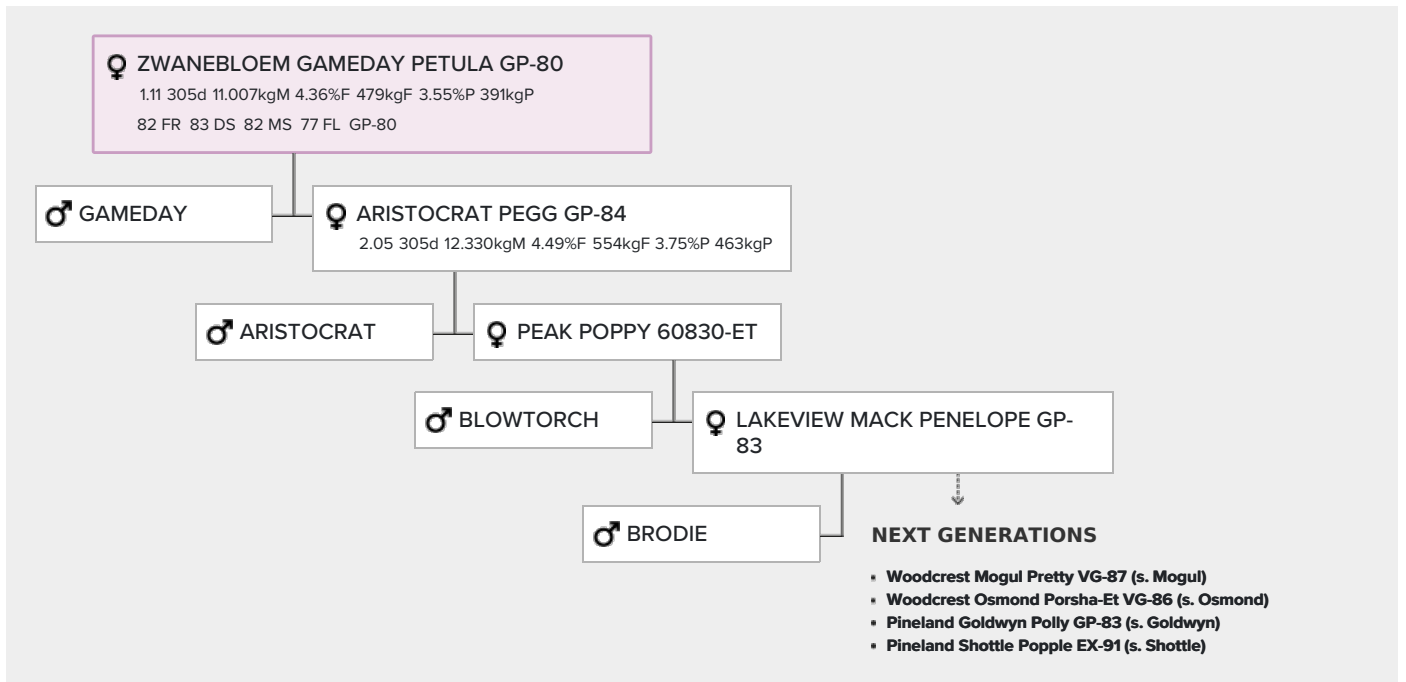 ZWANEBLOEM GAMEDAY PETULA GP-80
1.11 305d 11.007kgM 4.36%F 479kgF 3.55%P 391kgP
82 FR 83 DS 82 MS 77 FL GP-80
GAMEDAY
ARISTOCRAT PEGG GP-84
2.05 305d 12.330kgM 4.49%F 554kgF 3.75%P 463kgP
ARISTOCRAT
PEAK POPPY 60830-ET
BLOWTORCH
LAKEVIEW MACK PENELOPE GP-
83
BRODIE
NEXT GENERATIONS
Woodcrest Mogul Pretty VG-87 (s. Mogul)
Woodcrest Osmond Porsha-Et VG-86 (s. Osmond)
Pineland Goldwyn Polly GP-83 (s. Goldwyn)
Pineland Shottle Popple EX-91 (s. Shottle)